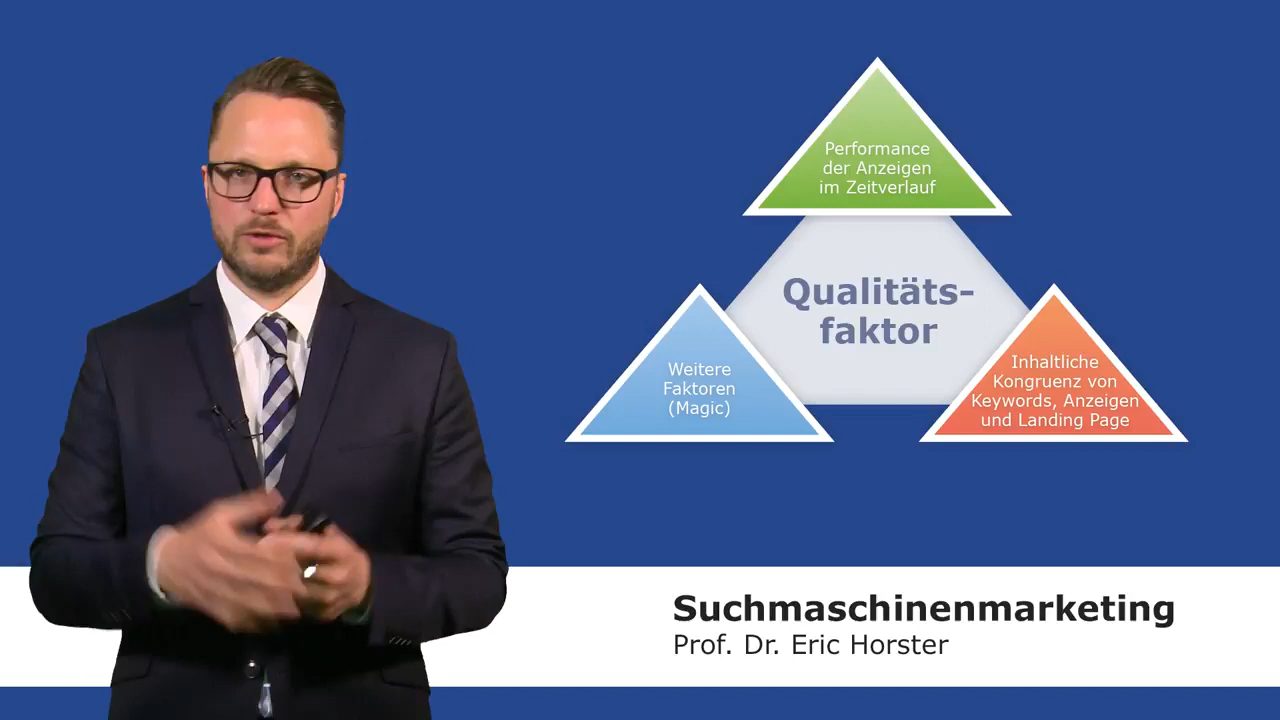 Performance
der Anzeigen
im Zeitverlauf
Qualitäts-
faktor
Weitere
Faktoren
(Magic)
Inhaltliche
Kongruenz von
Keywords, Anzeigen
und Landing Page
Suchmaschinenmarketing
Prof. Dr. Eric Horster